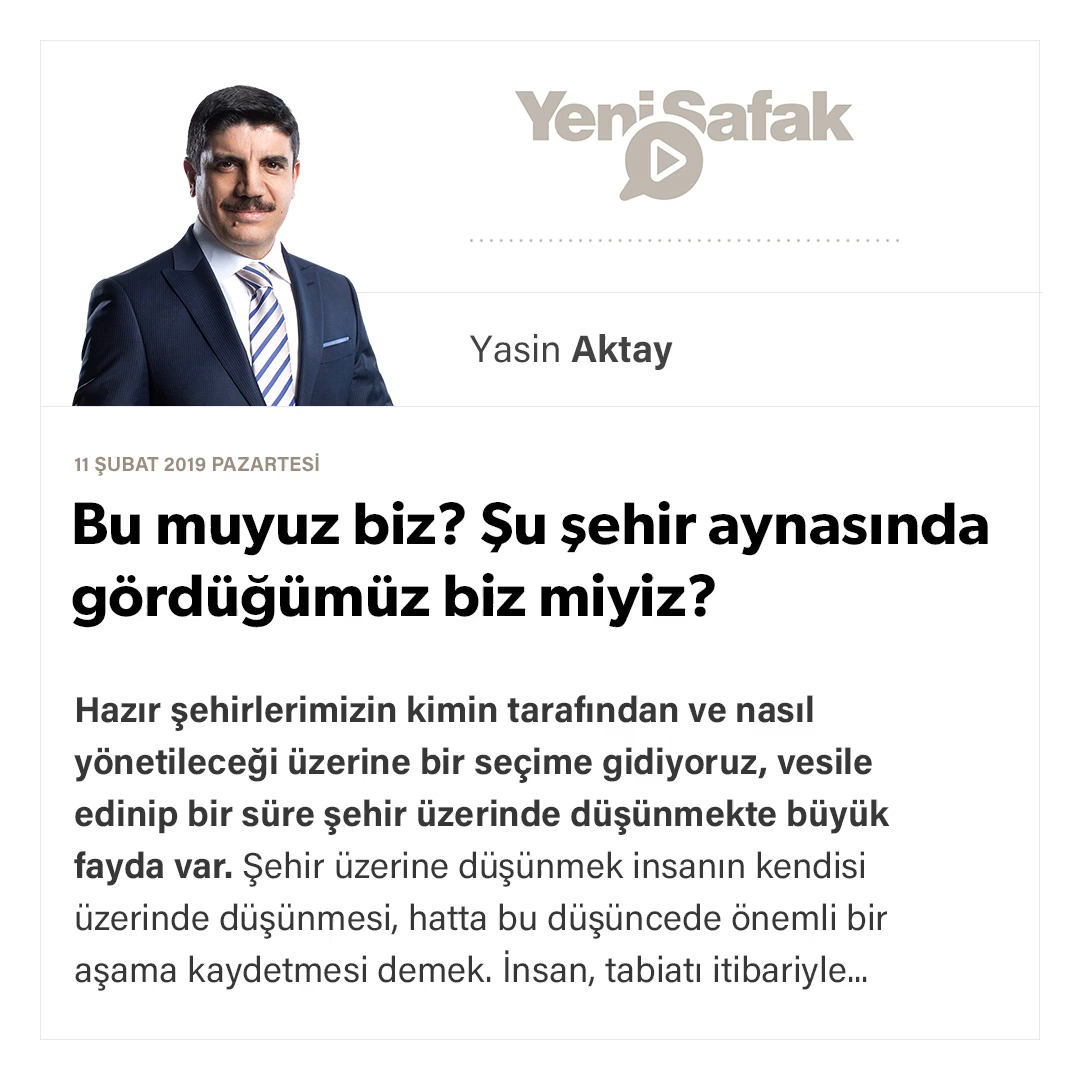 YeniŞafak
Yasin Aktay
11 ŞUBAT 2019 PAZARTESİ
Bu muyuz biz? Şu şehir aynasında
gördüğümüz biz miyiz?
Hazır şehirlerimizin kimin tarafından ve nasıl
yönetileceği üzerine bir seçime gidiyoruz, vesile
edinip bir süre şehir üzerinde düşünmekte büyük
fayda var. Şehir üzerine düşünmek insanın kendisi
üzerinde düşünmesi, hatta bu düşüncede önemli bir
aşama kaydetmesi demek. İnsan, tabiatı itibariyle...